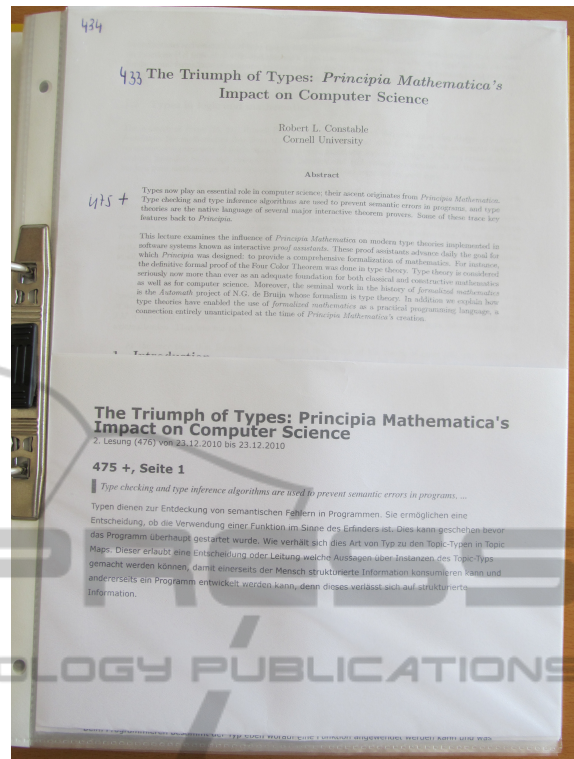 434
433 The Triumph of Types: Principia Mathematica's
Impact on Computer Science
Robert L. Constable
Cornell University
Abstract
475 +
Types now play an essential role in computer science; their ascent originates from Principia Mathematica.
Type checking and type inference algorithms are used to prevent semantic errors in programs, and type
theories are the native language of several major interactive theorem provers. Some of these trace key
features back to Principia.
This lecture examines the influence of Principia Mathematica on modern type theories implemented in
software systems known as interactive proof assistants. These proof assistants advance daily the goal for
which Principia was designed: to provide a comprehensive formalization of mathematics. For instance,
the definitive formal proof of the Four Color Theorem was done in type theory. Type theory is considered
seriously now more than ever as an adequate foundation for both classical and constructive mathematics
as well as for computer science. Moreover, the seminal work in the history of formalized mathematics
is the Automath project of N.G. de Bruijn whose formalism is type theory. In addition we explain how
type theories have enabled the use of formalized mathematics as a practical programming language, a
connection entirely unanticipated at the time of Principia Mathematica's creation.
The Triumph of Types: Principia Mathematica's
Impact on Computer Science
2. Lesung (476) von 23.12.2010 bis 23.12.2010
475 +, Seite 1
Type checking and type inference algorithms are used to prevent semantic errors in programs, ...
Typen dienen zur Entdeckung von semantischen Fehlern in Programmen. Sie ermöglichen eine
Entscheidung, ob die Verwendung einer Funktion im Sinne des Erfinders ist. Dies kann geschehen bevor
das Programm überhaupt gestartet wurde. Wie verhält sich dies Art von Typ zu den Topic-Typen in Topic
Maps. Dieser erlaubt eine Entscheidung oder Leitung welche Aussagen über Instanzen des Topic-Typs
gemacht werden können, damit einerseits der Mensch strukturierte Information konsumieren kann und
andererseits ein Programm entwickelt werden kann, denn dieses verlässt sich auf strukturierte
Information.
OLOGY PUBLICATIONS